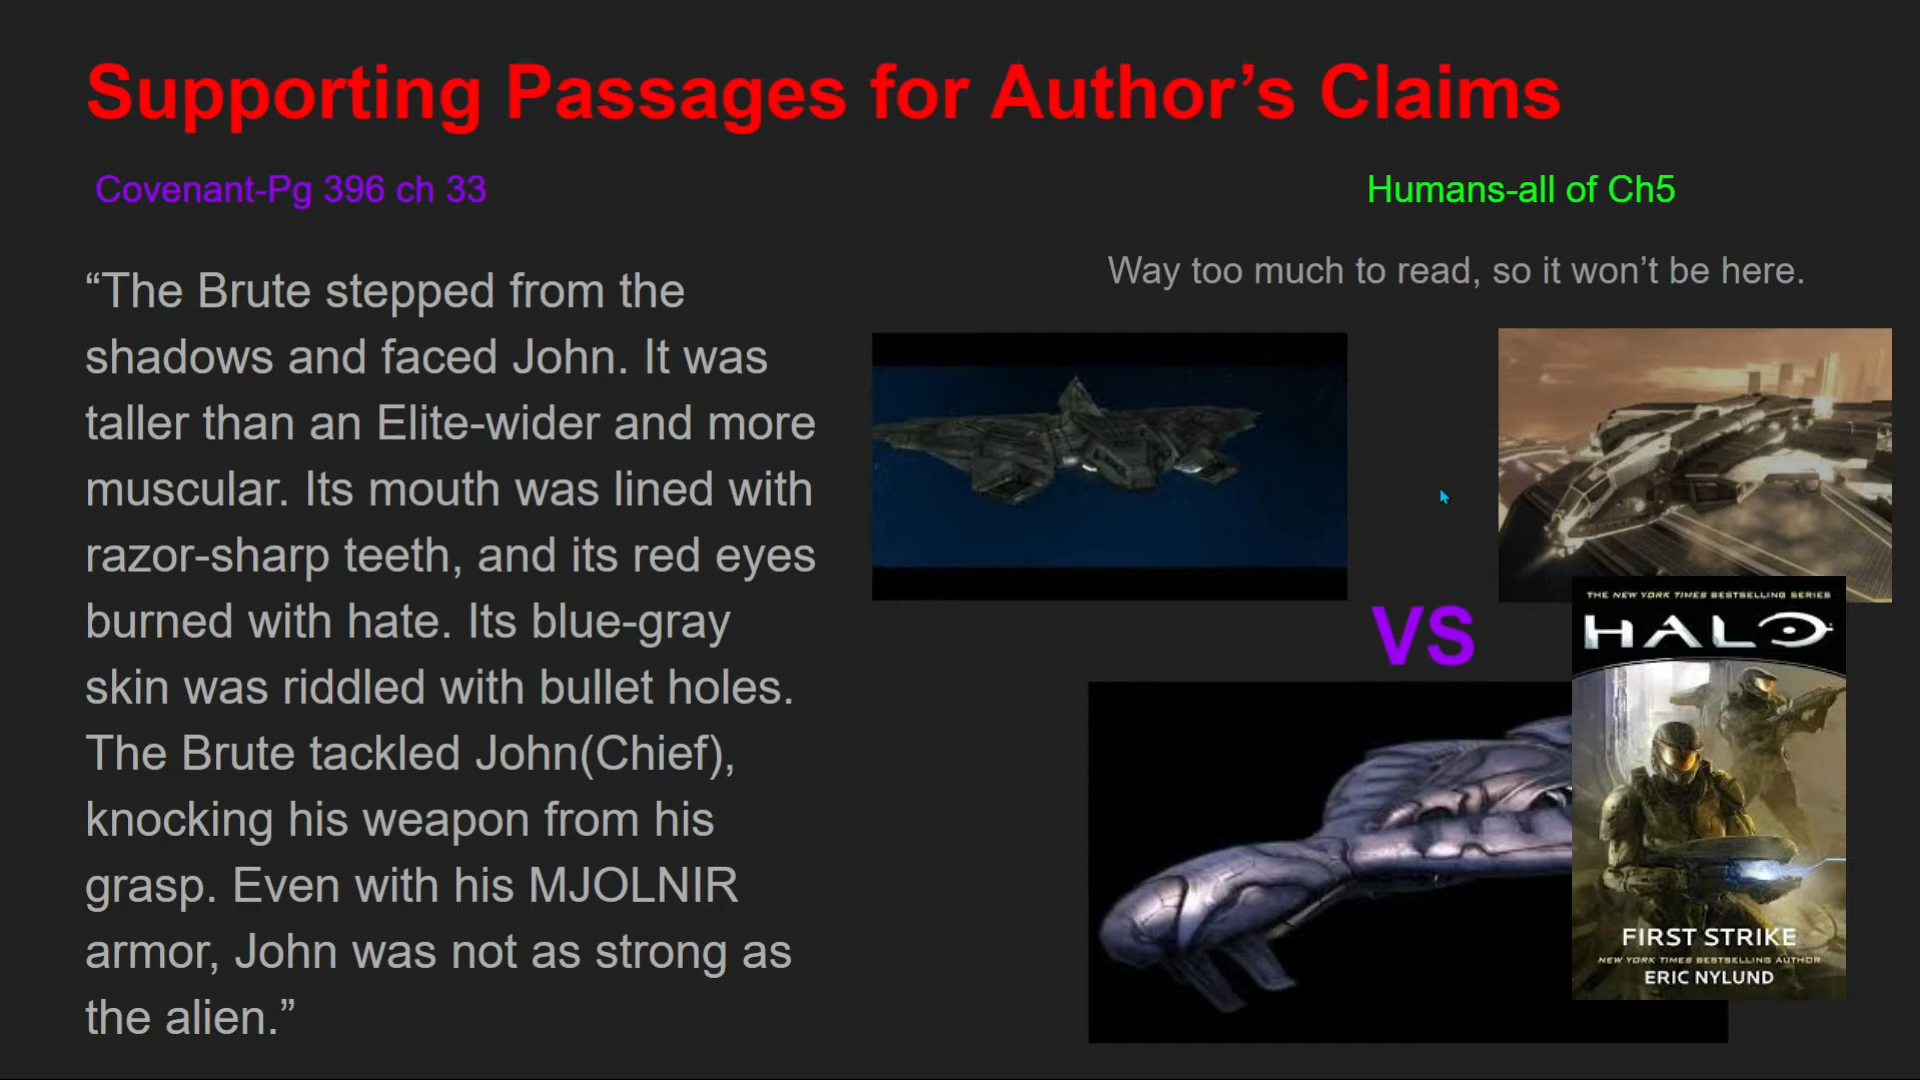 Supporting Passages for Author’s Claims
Covenant-Pg 396 ch 33
“The Brute stepped from the
shadows and faced John. It was
taller than an Elite-wider and more
muscular. Its mouth was lined with
razor-sharp teeth, and its red eyes
burned with hate. Its blue-gray
skin was riddled with bullet holes.
The Brute tackled John(Chief),
knocking his weapon from his
grasp. Even with his MJOLNIR
armor, John was not as strong as
the alien.”
Humans-all of Ch5
Way too much to read, so it won’t be here.
VS
THE NEW YORK TIMES BESTSELLING SERIES
HALO
FIRST STRIKE
NEW YORK TIMES BESTSELLING AUTHOR
ERIC NYLUND